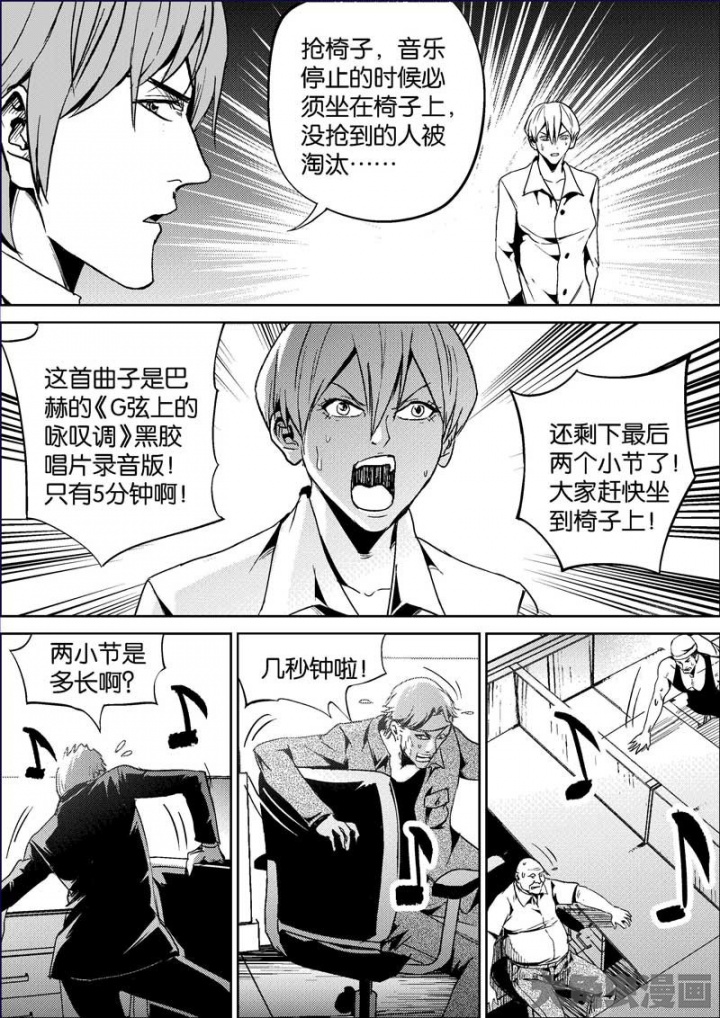 抢椅子，音乐
停止的时候必
须坐在椅子上，
没抢到的人被
淘汰……
这首曲子是巴
赫的《G弦上的
咏叹调》黑胶
唱片录音版！
只有5分钟啊！
还剩下最后
两个小节了！
大家赶快坐
到椅子上！
两小节是
多长啊？
几秒钟啦！